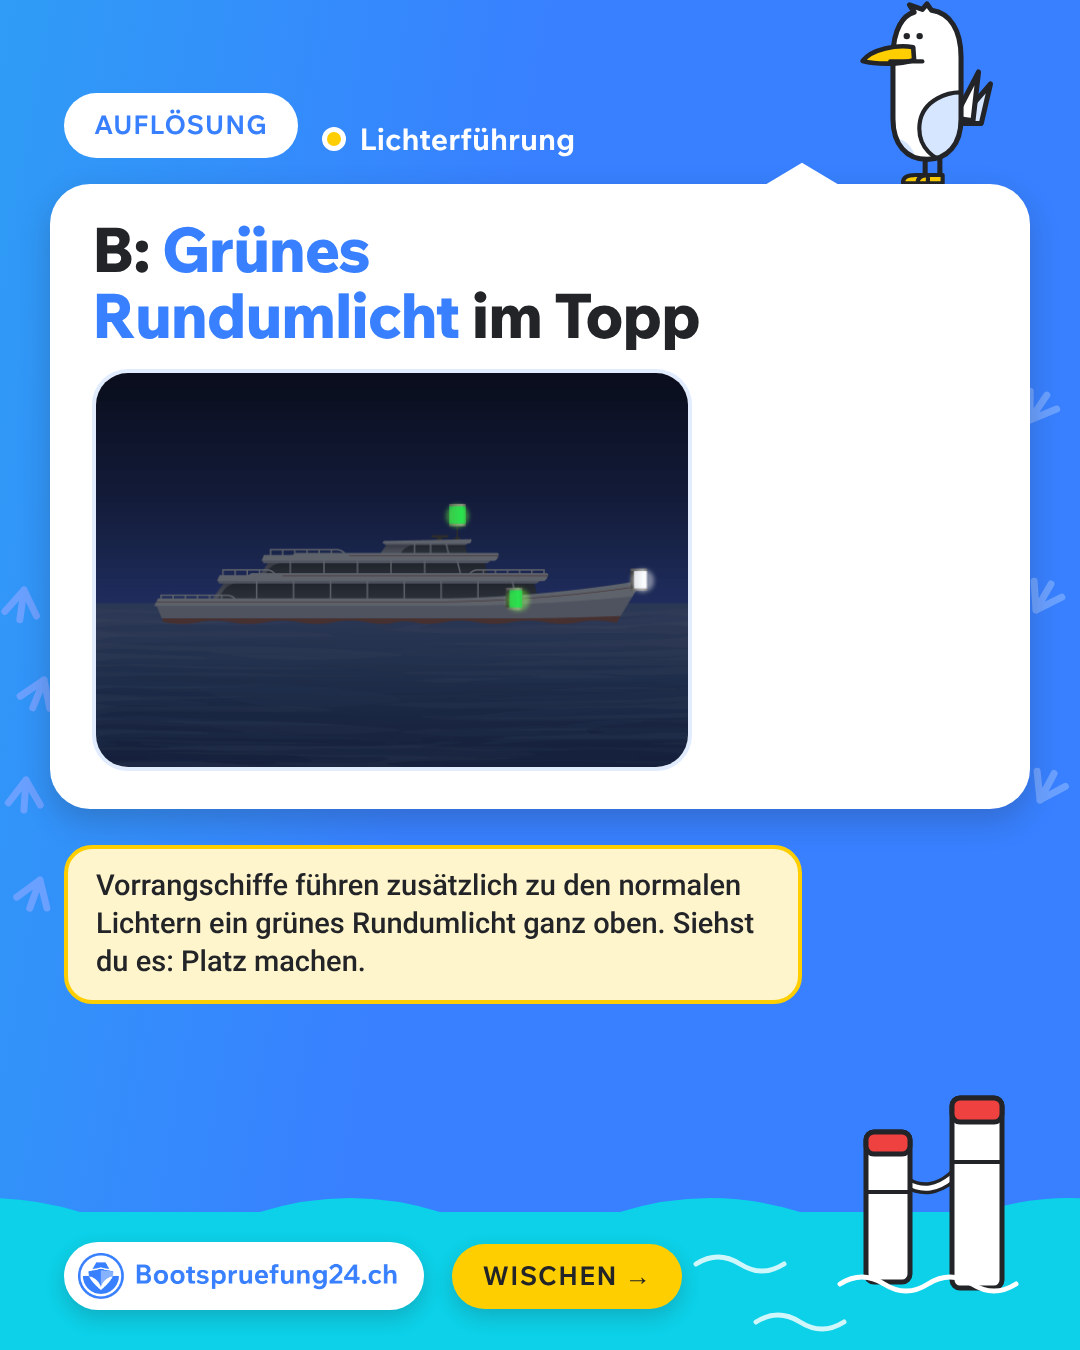 AUFLÖSUNG
Lichterführung
B: Grünes
Rundumlicht im Topp
Vorrangschiffe führen zusätzlich zu den normalen
Lichtern ein grünes Rundumlicht ganz oben. Siehst
du es: Platz machen.
Bootspruefung24.ch
WISCHEN →